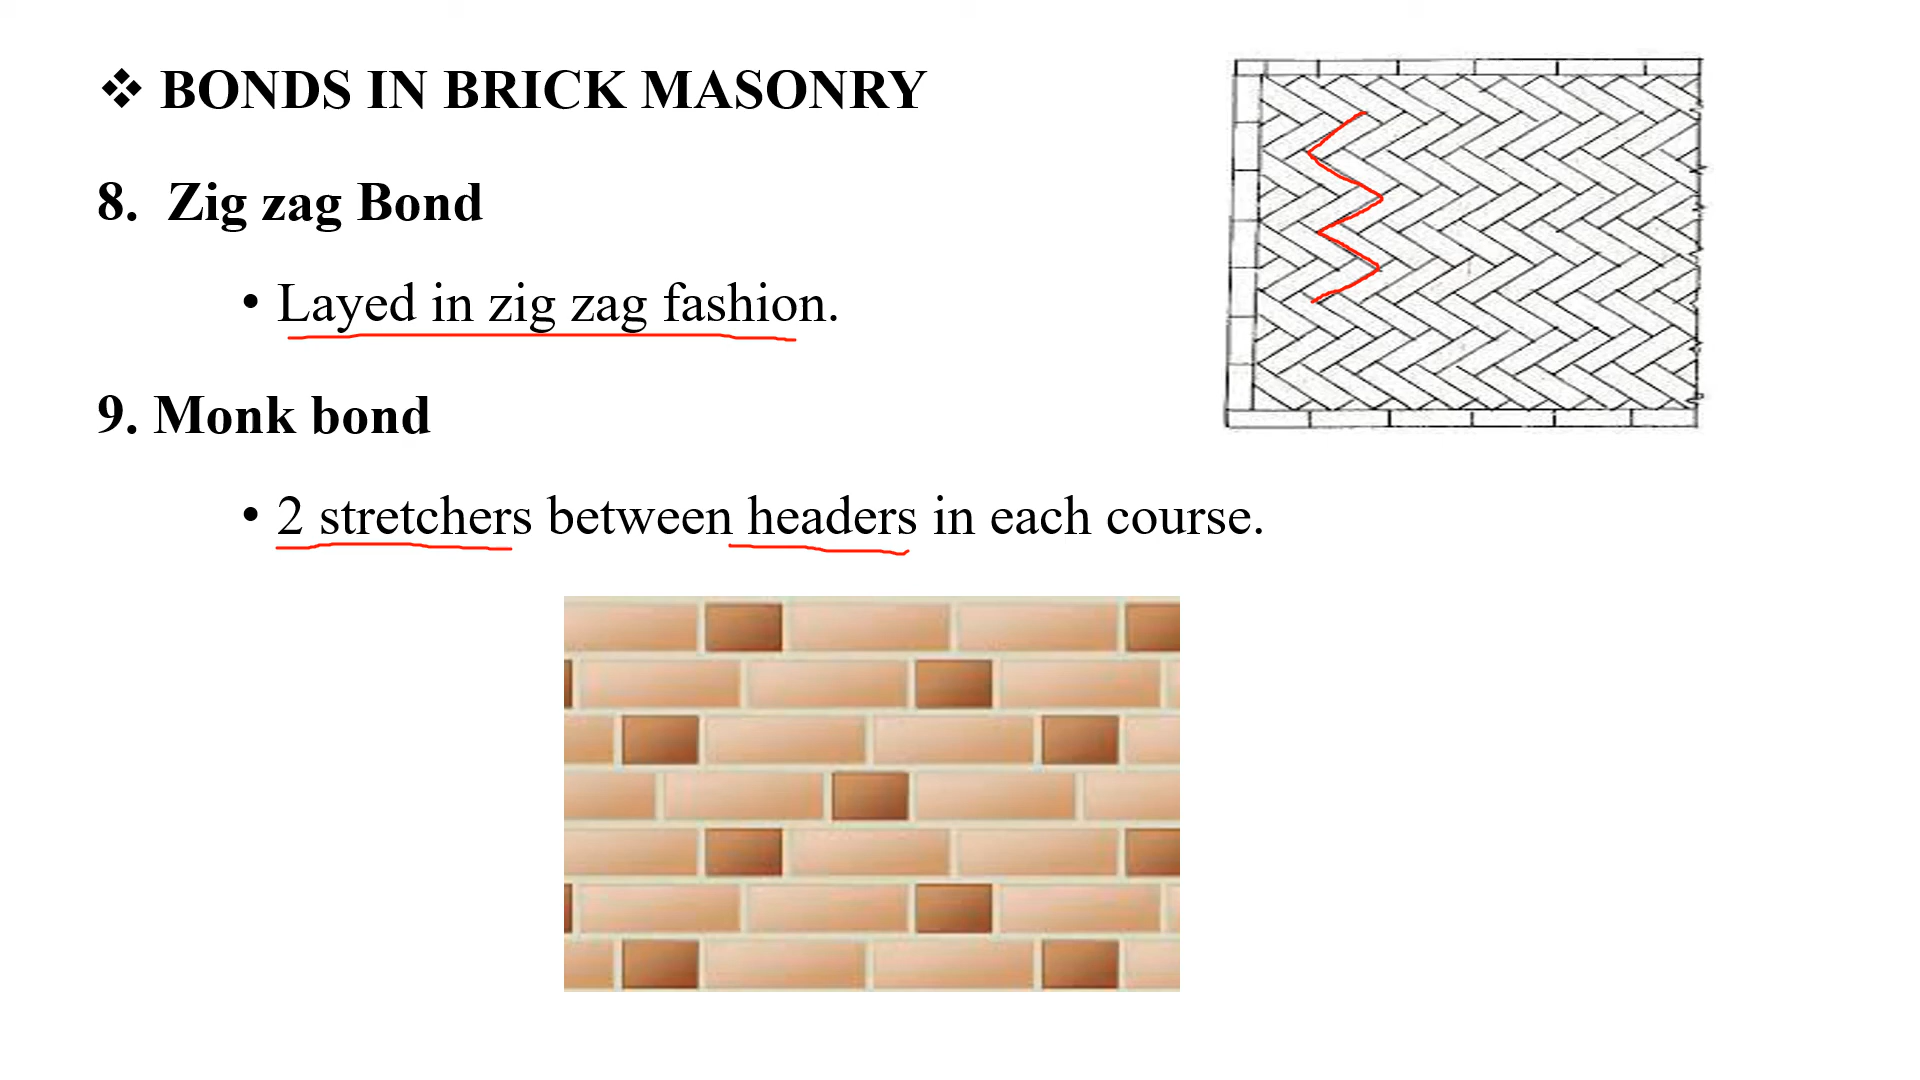 ❖ BONDS IN BRICK MASONRY
8. Zig zag Bond
• Layed in zig zag fashion.
9. Monk bond
• 2 stretchers between headers in each course.